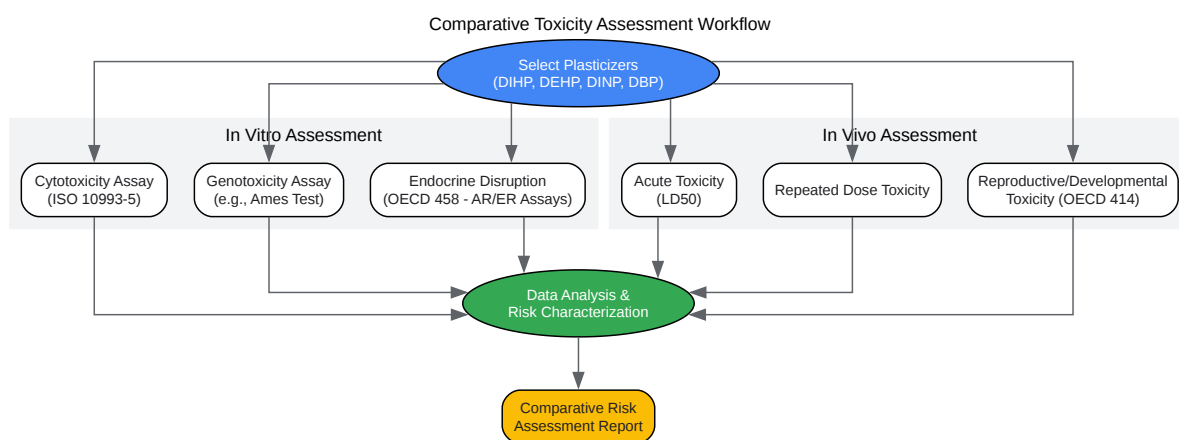 Comparative Toxicity Assessment Workflow
Select Plasticizers
(DIHP, DEHP, DINP, DBP)
In Vitro Assessment
In Vivo Assessment
Cytotoxicity Assay
(ISO 10993-5)
Genotoxicity Assay
(e.g., Ames Test)
Endocrine Disruption
(OECD 458 - AR/ER Assays)
Acute Toxicity
(LD50)
Repeated Dose Toxicity
Reproductive/Developmental
Toxicity (OECD 414)
Data Analysis &
Risk Characterization
Comparative Risk
Assessment Report